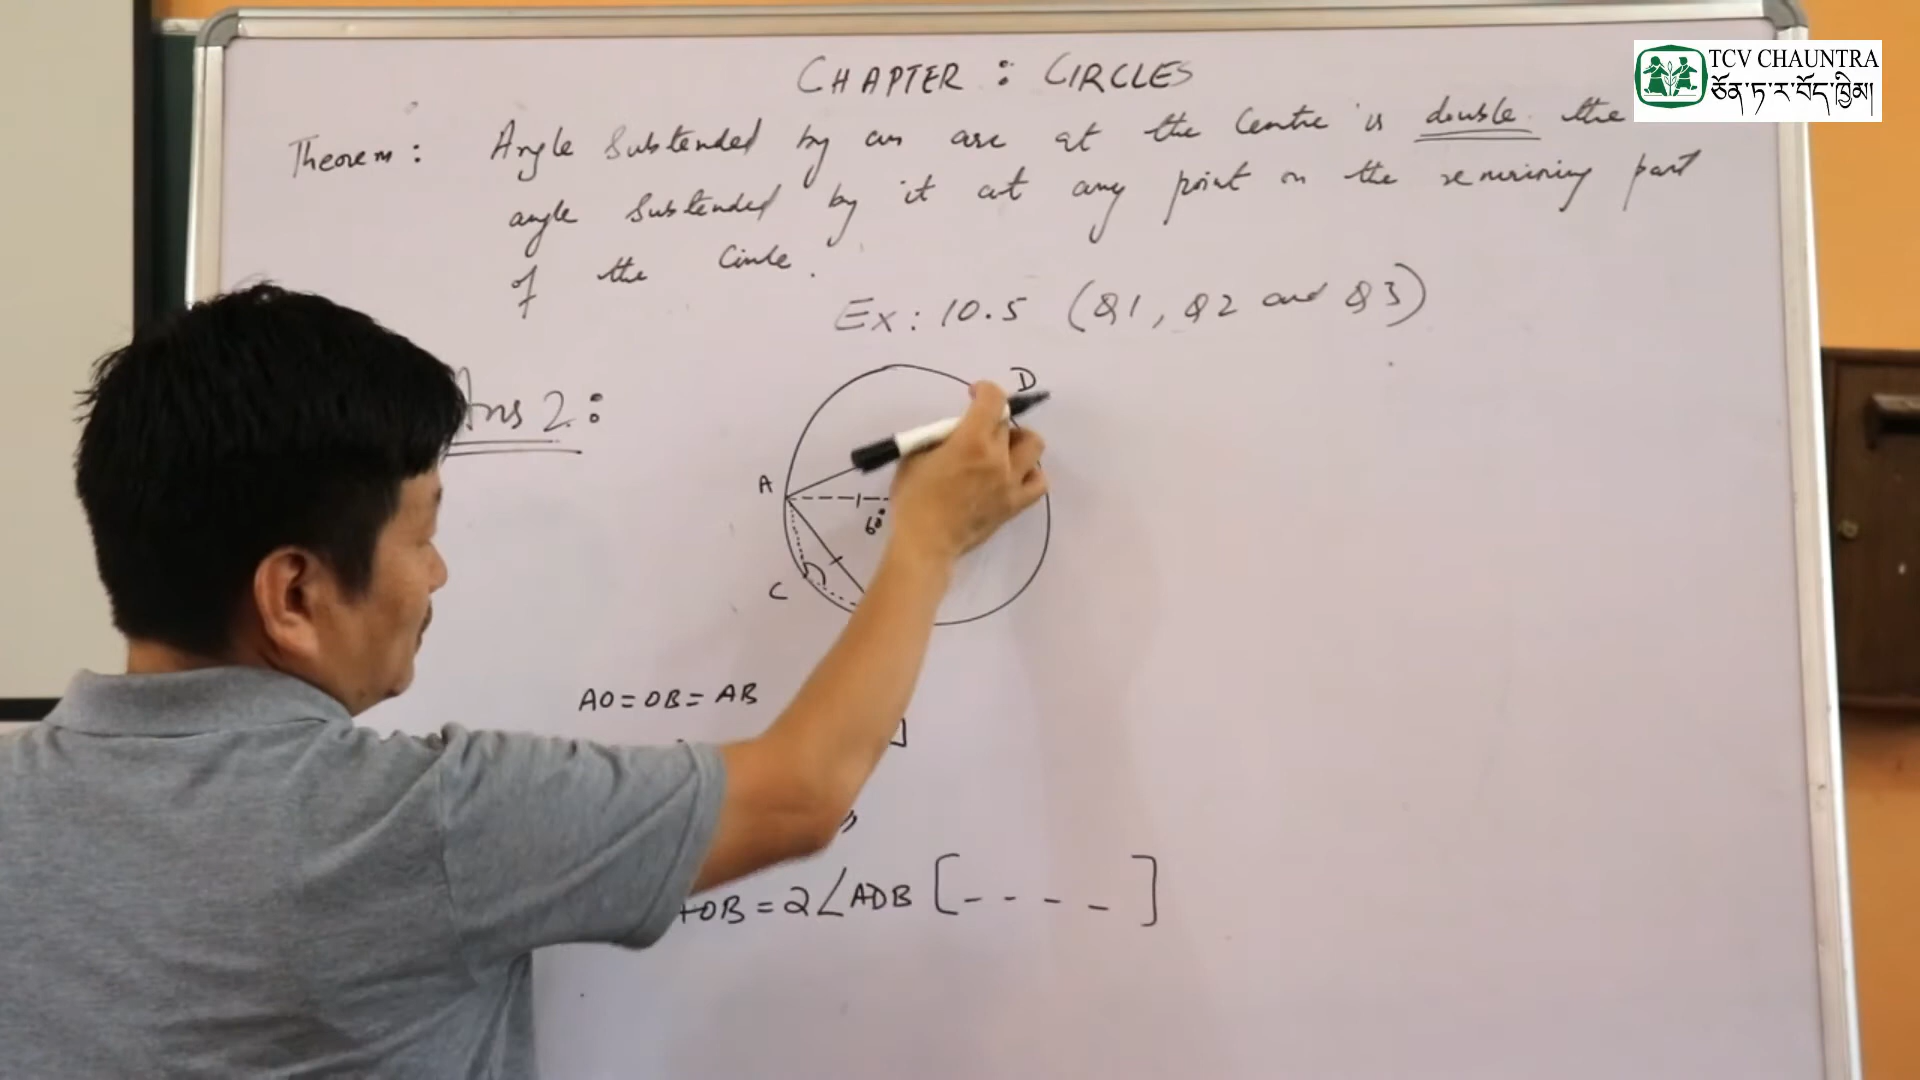 TCV CHAUNTRA
ཅོན་ཏ་ར་བོད་ཁྱིམ།
CHAPTER : CIRCLES
Theorem : Angle Subtended by an arc at the Centre is double the
angle Subtended by it at any point on the remaining part
of the Circle.
Ex : 10.5 (Q1, Q2 and Q3)
Ans 2 :
D
A
60°
C
AO = OB = AB
OB = 2∠ADB [- - - -]